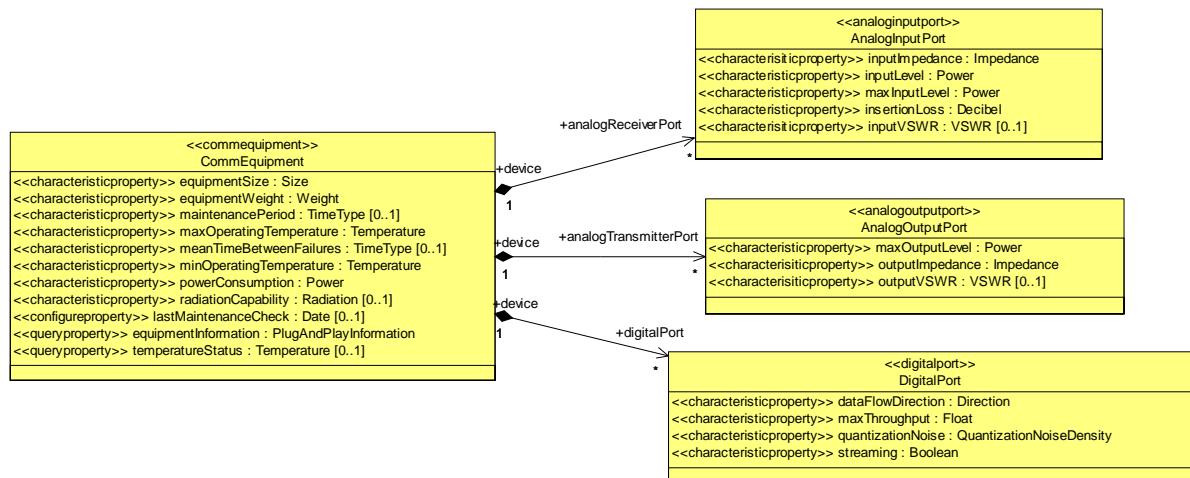 <<analoginputport>>
AnalogInputPort
<<characterisiticproperty>> inputImpedance : Impedance
<<characterisiticproperty>> inputLevel : Power
<<characterisiticproperty>> maxInputLevel : Power
<<characterisiticproperty>> insertionLoss : Decibel
<<characterisiticproperty>> inputVSWR : VSWR [0..1]
+analogReceiverPort
*
+device
1
<<commequipment>>
CommEquipment
<<characteristicproperty>> equipmentSize : Size
<<characteristicproperty>> equipmentWeight : Weight
<<characteristicproperty>> maintenancePeriod : TimeType [0..1]
<<characteristicproperty>> maxOperatingTemperature : Temperature
<<characteristicproperty>> meanTimeBetweenFailures : TimeType [0..1]
<<characteristicproperty>> minOperatingTemperature : Temperature
<<characteristicproperty>> powerConsumption : Power
<<characteristicproperty>> radiationCapability : Radiation [0..1]
<<configureproperty>> lastMaintenanceCheck : Date [0..1]
<<queryproperty>> equipmentInformation : PlugAndPlayInformation
<<queryproperty>> temperatureStatus : Temperature [0..1]
+device
1
+analogTransmitterPort
*
<<analogoutputport>>
AnalogOutputPort
<<characteristicproperty>> maxOutputLevel : Power
<<characterisiticproperty>> outputImpedance : Impedance
<<characterisiticproperty>> outputVSWR : VSWR [0..1]
+device
1
+digitalPort
*
<<digitalport>>
DigitalPort
<<characteristicproperty>> dataFlowDirection : Direction
<<characteristicproperty>> maxThroughput : Float
<<characteristicproperty>> quantizationNoise : QuantizationNoiseDensity
<<characteristicproperty>> streaming : Boolean